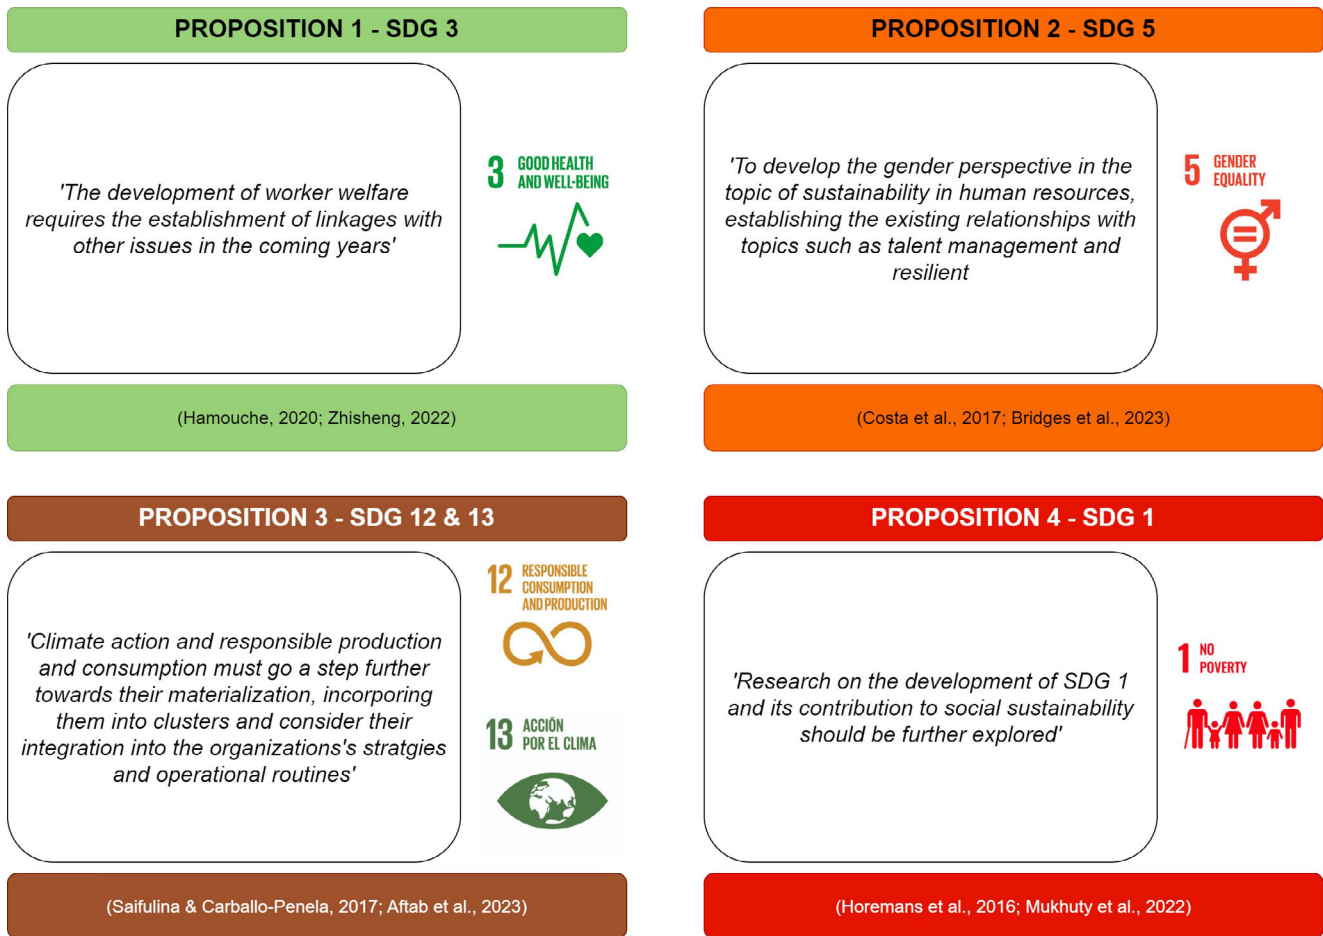 PROPOSITION 1 - SDG 3
'The development of worker welfare
requires the establishment of linkages with
other issues in the coming years'
3 GOOD HEALTH
AND WELL-BEING
(Hamouche, 2020; Zhisheng, 2022)
PROPOSITION 2 - SDG 5
'To develop the gender perspective in the
topic of sustainability in human resources,
establishing the existing relationships with
topics such as talent management and
resilient
5 GENDER
EQUALITY
(Costa et al., 2017; Bridges et al., 2023)
PROPOSITION 3 - SDG 12 & 13
'Climate action and responsible production
and consumption must go a step further
towards their materialization, incorporing
them into clusters and consider their
integration into the organizations's stratgies
and operational routines'
12 RESPONSIBLE
CONSUMPTION
AND PRODUCTION
13 ACCIÓN
POR EL CLIMA
(Saifulina & Carballo-Penela, 2017; Aftab et al., 2023)
PROPOSITION 4 - SDG 1
'Research on the development of SDG 1
and its contribution to social sustainability
should be further explored'
1 NO
POVERTY
(Horemans et al., 2016; Mukhuty et al., 2022)